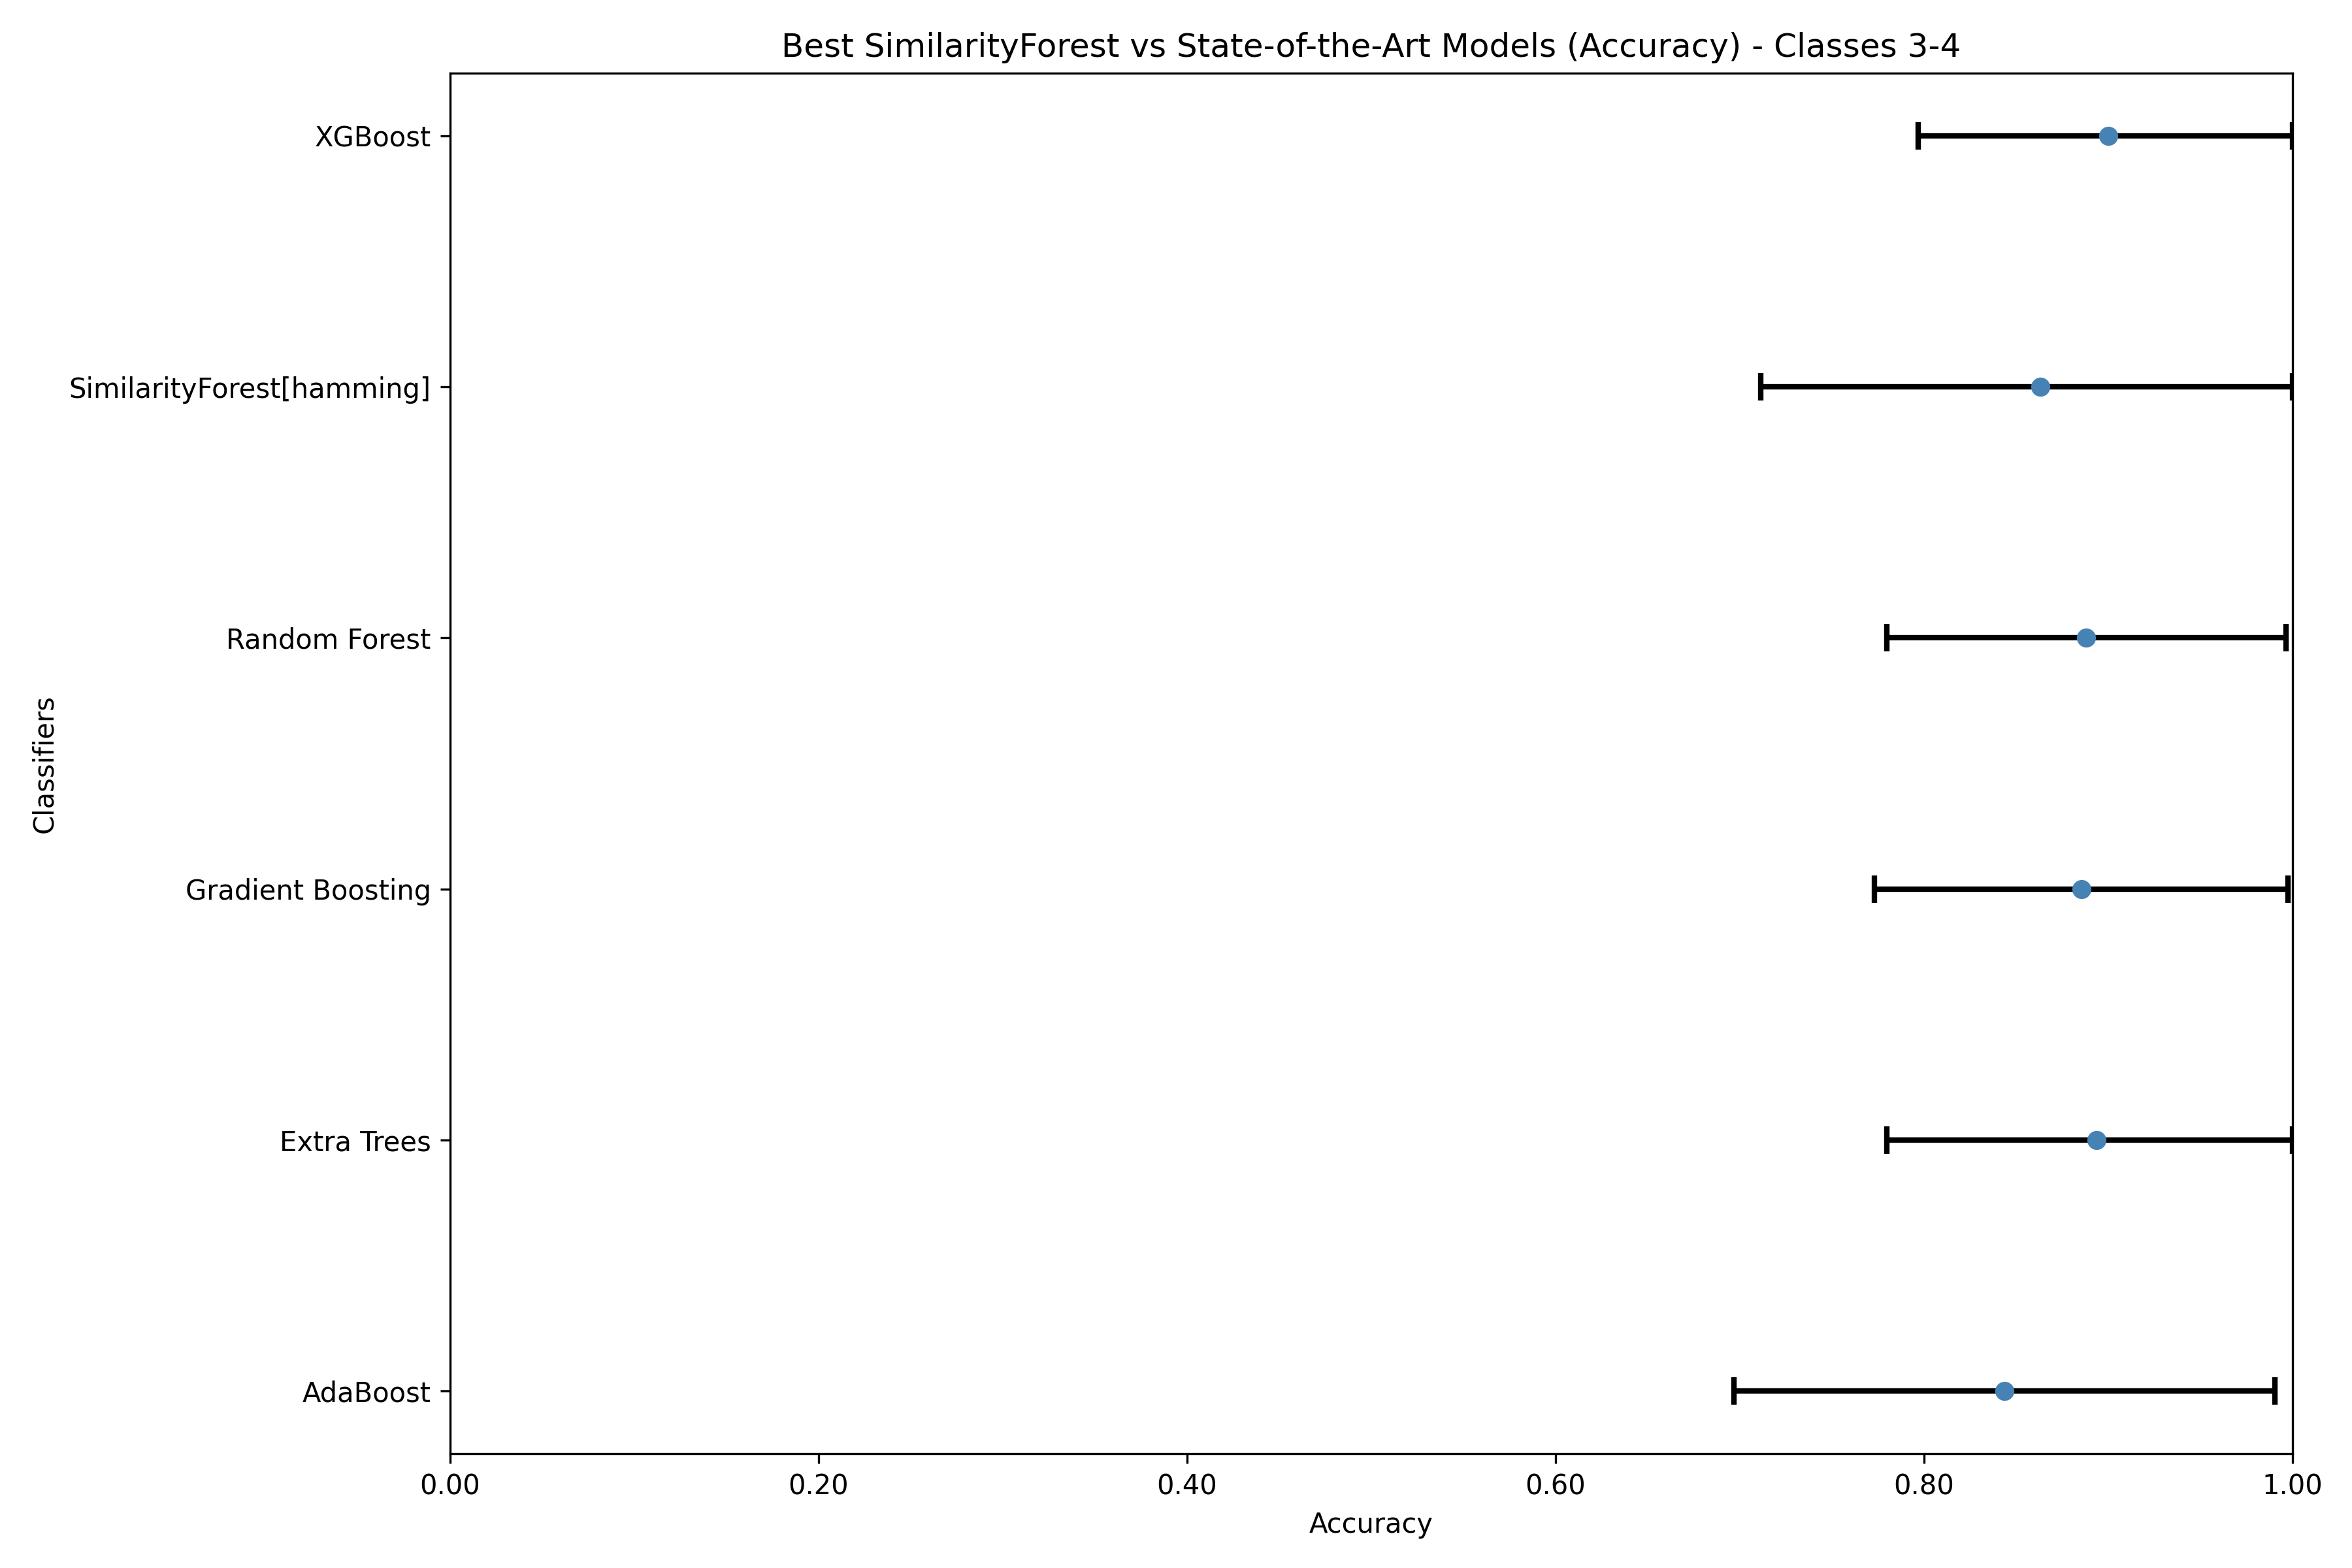 Best SimilarityForest vs State-of-the-Art Models (Accuracy) - Classes 3-4
XGBoost
SimilarityForest[hamming]
Random Forest
Gradient Boosting
Extra Trees
AdaBoost
Classifiers
0.00 0.20 0.40 0.60 0.80 1.00
Accuracy